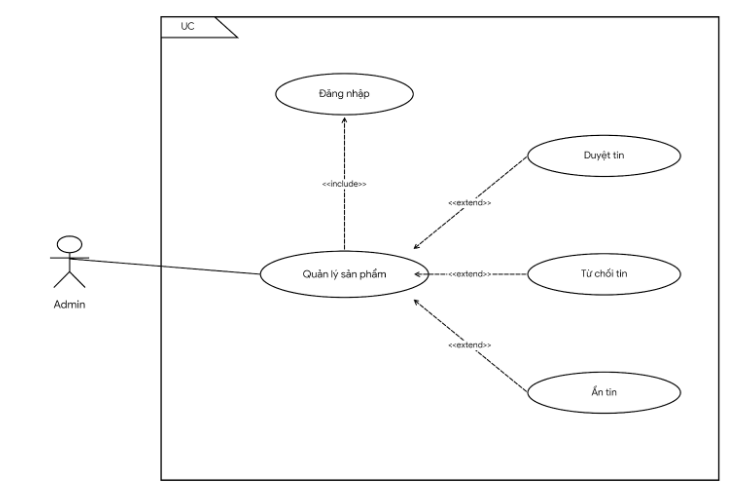 UC
Đăng nhập
Duyệt tin
<<include>>
<<extend>>
Quản lý sản phẩm
<<extend>>
Từ chối tin
Admin
<<extend>>
Ẩn tin